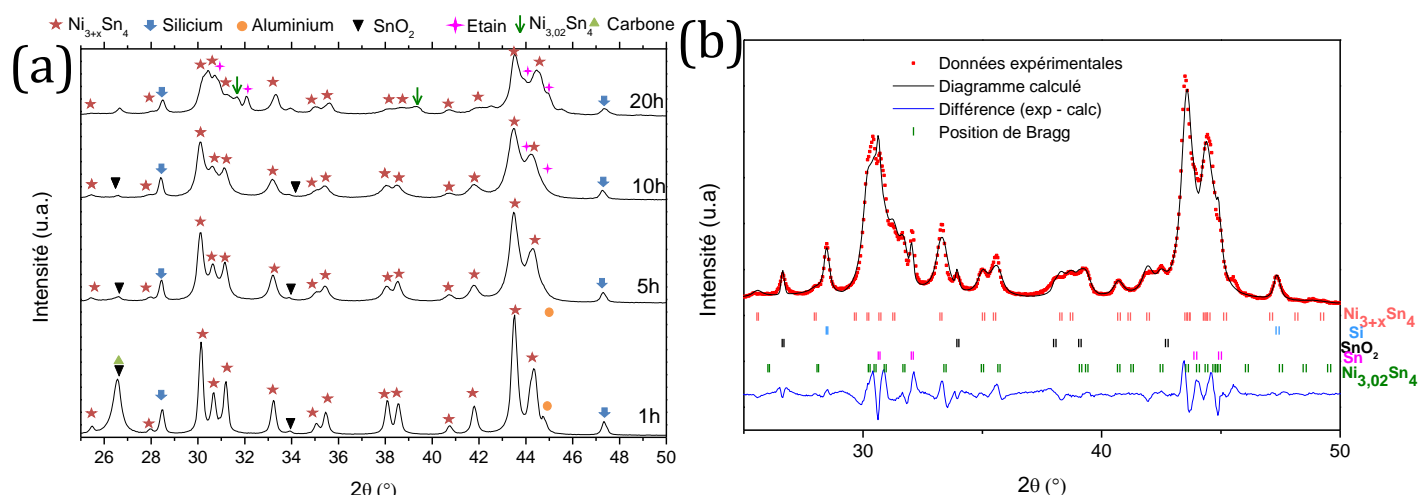 Ni3+xSn4 Silicium Aluminium SnO2 Etain Ni3,02Sn4 Carbone
(a)
20h
10h
5h
1h
Intensité (u.a.)
25 26 28 30 32 34 36 38 40 42 44 46 48 50
2θ (°)
(b)
Données expérimentales
Diagramme calculé
Différence (exp - calc)
Position de Bragg
Intensité (u.a)
Ni3+xSn4
Si
SnO2
Sn
Ni3,02Sn4
30 40 50
2θ (°)